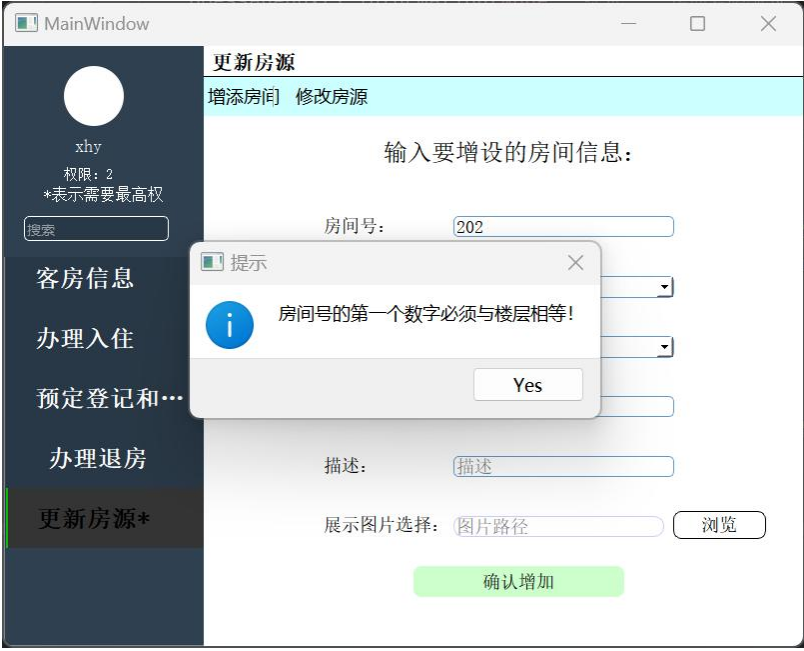 MainWindow
xhy
权限：2
*表示需要最高权
搜索
客房信息
办理入住
预定登记和…
办理退房
更新房源*
更新房源
增添房间 修改房源
输入要增设的房间信息：
房间号： 202
提示
房间号的第一个数字必须与楼层相等！
Yes
描述： 描述
展示图片选择： 图片路径 浏览
确认增加